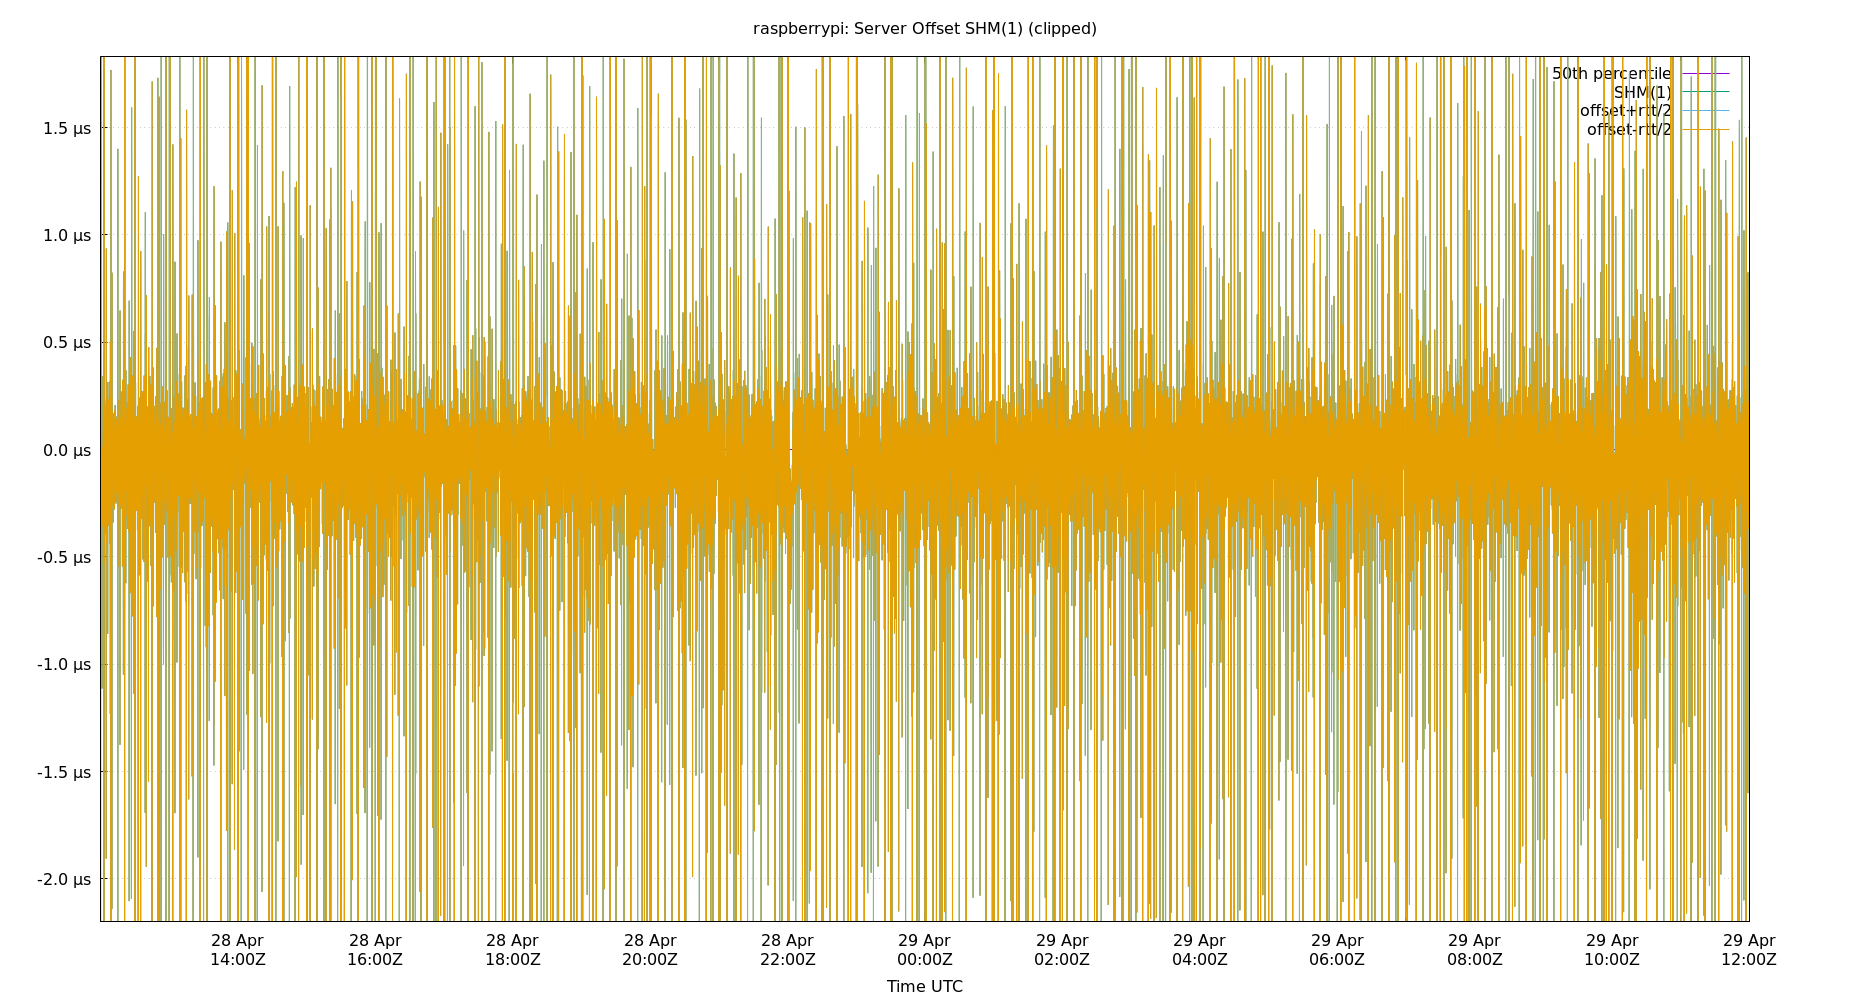 raspberrypi: Server Offset SHM(1) (clipped)
50th percentile
SHM(1)
offset+rtt/2
offset-rtt/2
1.5 μs
1.0 μs
0.5 μs
0.0 μs
-0.5 μs
-1.0 μs
-1.5 μs
-2.0 μs
28 Apr 28 Apr 28 Apr 28 Apr 28 Apr 29 Apr 29 Apr 29 Apr 29 Apr 29 Apr 29 Apr 29 Apr
14:00Z 16:00Z 18:00Z 20:00Z 22:00Z 00:00Z 02:00Z 04:00Z 06:00Z 08:00Z 10:00Z 12:00Z
Time UTC